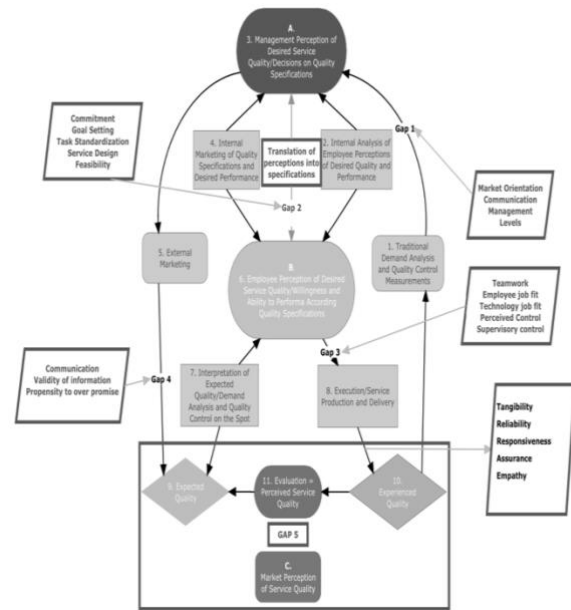 A.
3. Management Perception of
Desired Service
Quality/Decisions on Quality
Specifications
Commitment
Goal Setting
Task Standardization
Service Design
Feasibility
4. Internal
Marketing of Quality
Specifications and
Desired Performance
Translation of
perceptions into
specifications
2. Internal Analysis of
Employee Perceptions
of Desired Quality and
Performance
Gap 1
Gap 2
Market Orientation
Communication
Management
Levels
5. External
Marketing
B.
6. Employee Perception of Desired
Service Quality/Willingness and
Ability to Performa According
Quality Specifications
1. Traditional
Demand Analysis
and Quality Control
Measurements
Teamwork
Employee job fit
Technology job fit
Perceived Control
Supervisory control
Gap 3
Communication
Validity of information
Propensity to over promise
Gap 4
7. Interpretation of
Expected
Quality/Demand
Analysis and Quality
Control on the Spot
8. Execution/Service
Production and Delivery
Tangibility
Reliability
Responsiveness
Assurance
Empathy
9. Expected
Quality
11. Evaluation =
Perceived Service
Quality
10.
Experienced
Quality
GAP 5
C.
Market Perception
of Service Quality